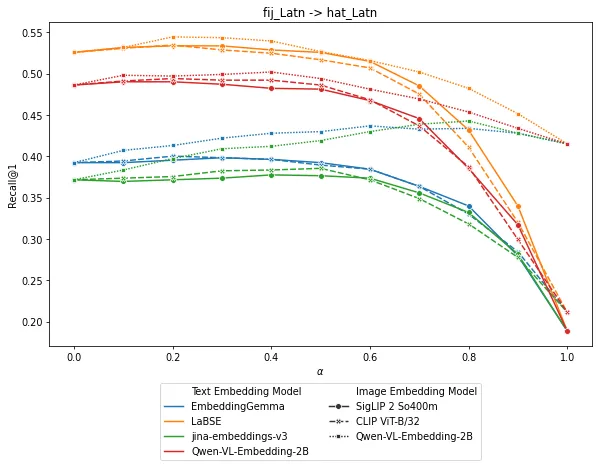 fij_Latn -> hat_Latn
Recall@1
0.55
0.50
0.45
0.40
0.35
0.30
0.25
0.20
0.0 0.2 0.4 0.6 0.8 1.0
α
Text Embedding Model
EmbeddingGemma
LaBSE
jina-embeddings-v3
Qwen-VL-Embedding-2B
Image Embedding Model
SigLIP 2 So400m
CLIP ViT-B/32
Qwen-VL-Embedding-2B